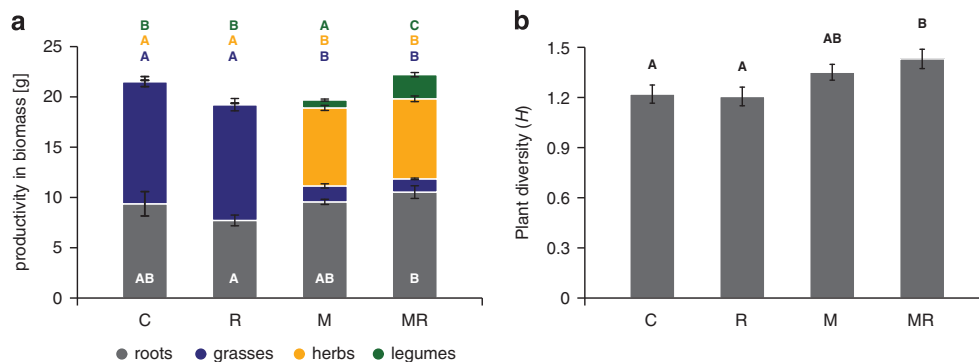 a
B B A C
A A B B
A A B B
productivity in biomass [g]
25
20
15
10
5
0
AB A AB B
C R M MR
roots grasses herbs legumes
b
Plant diversity (H)
1.5
1.2
0.9
0.6
0.3
0
A A AB B
C R M MR